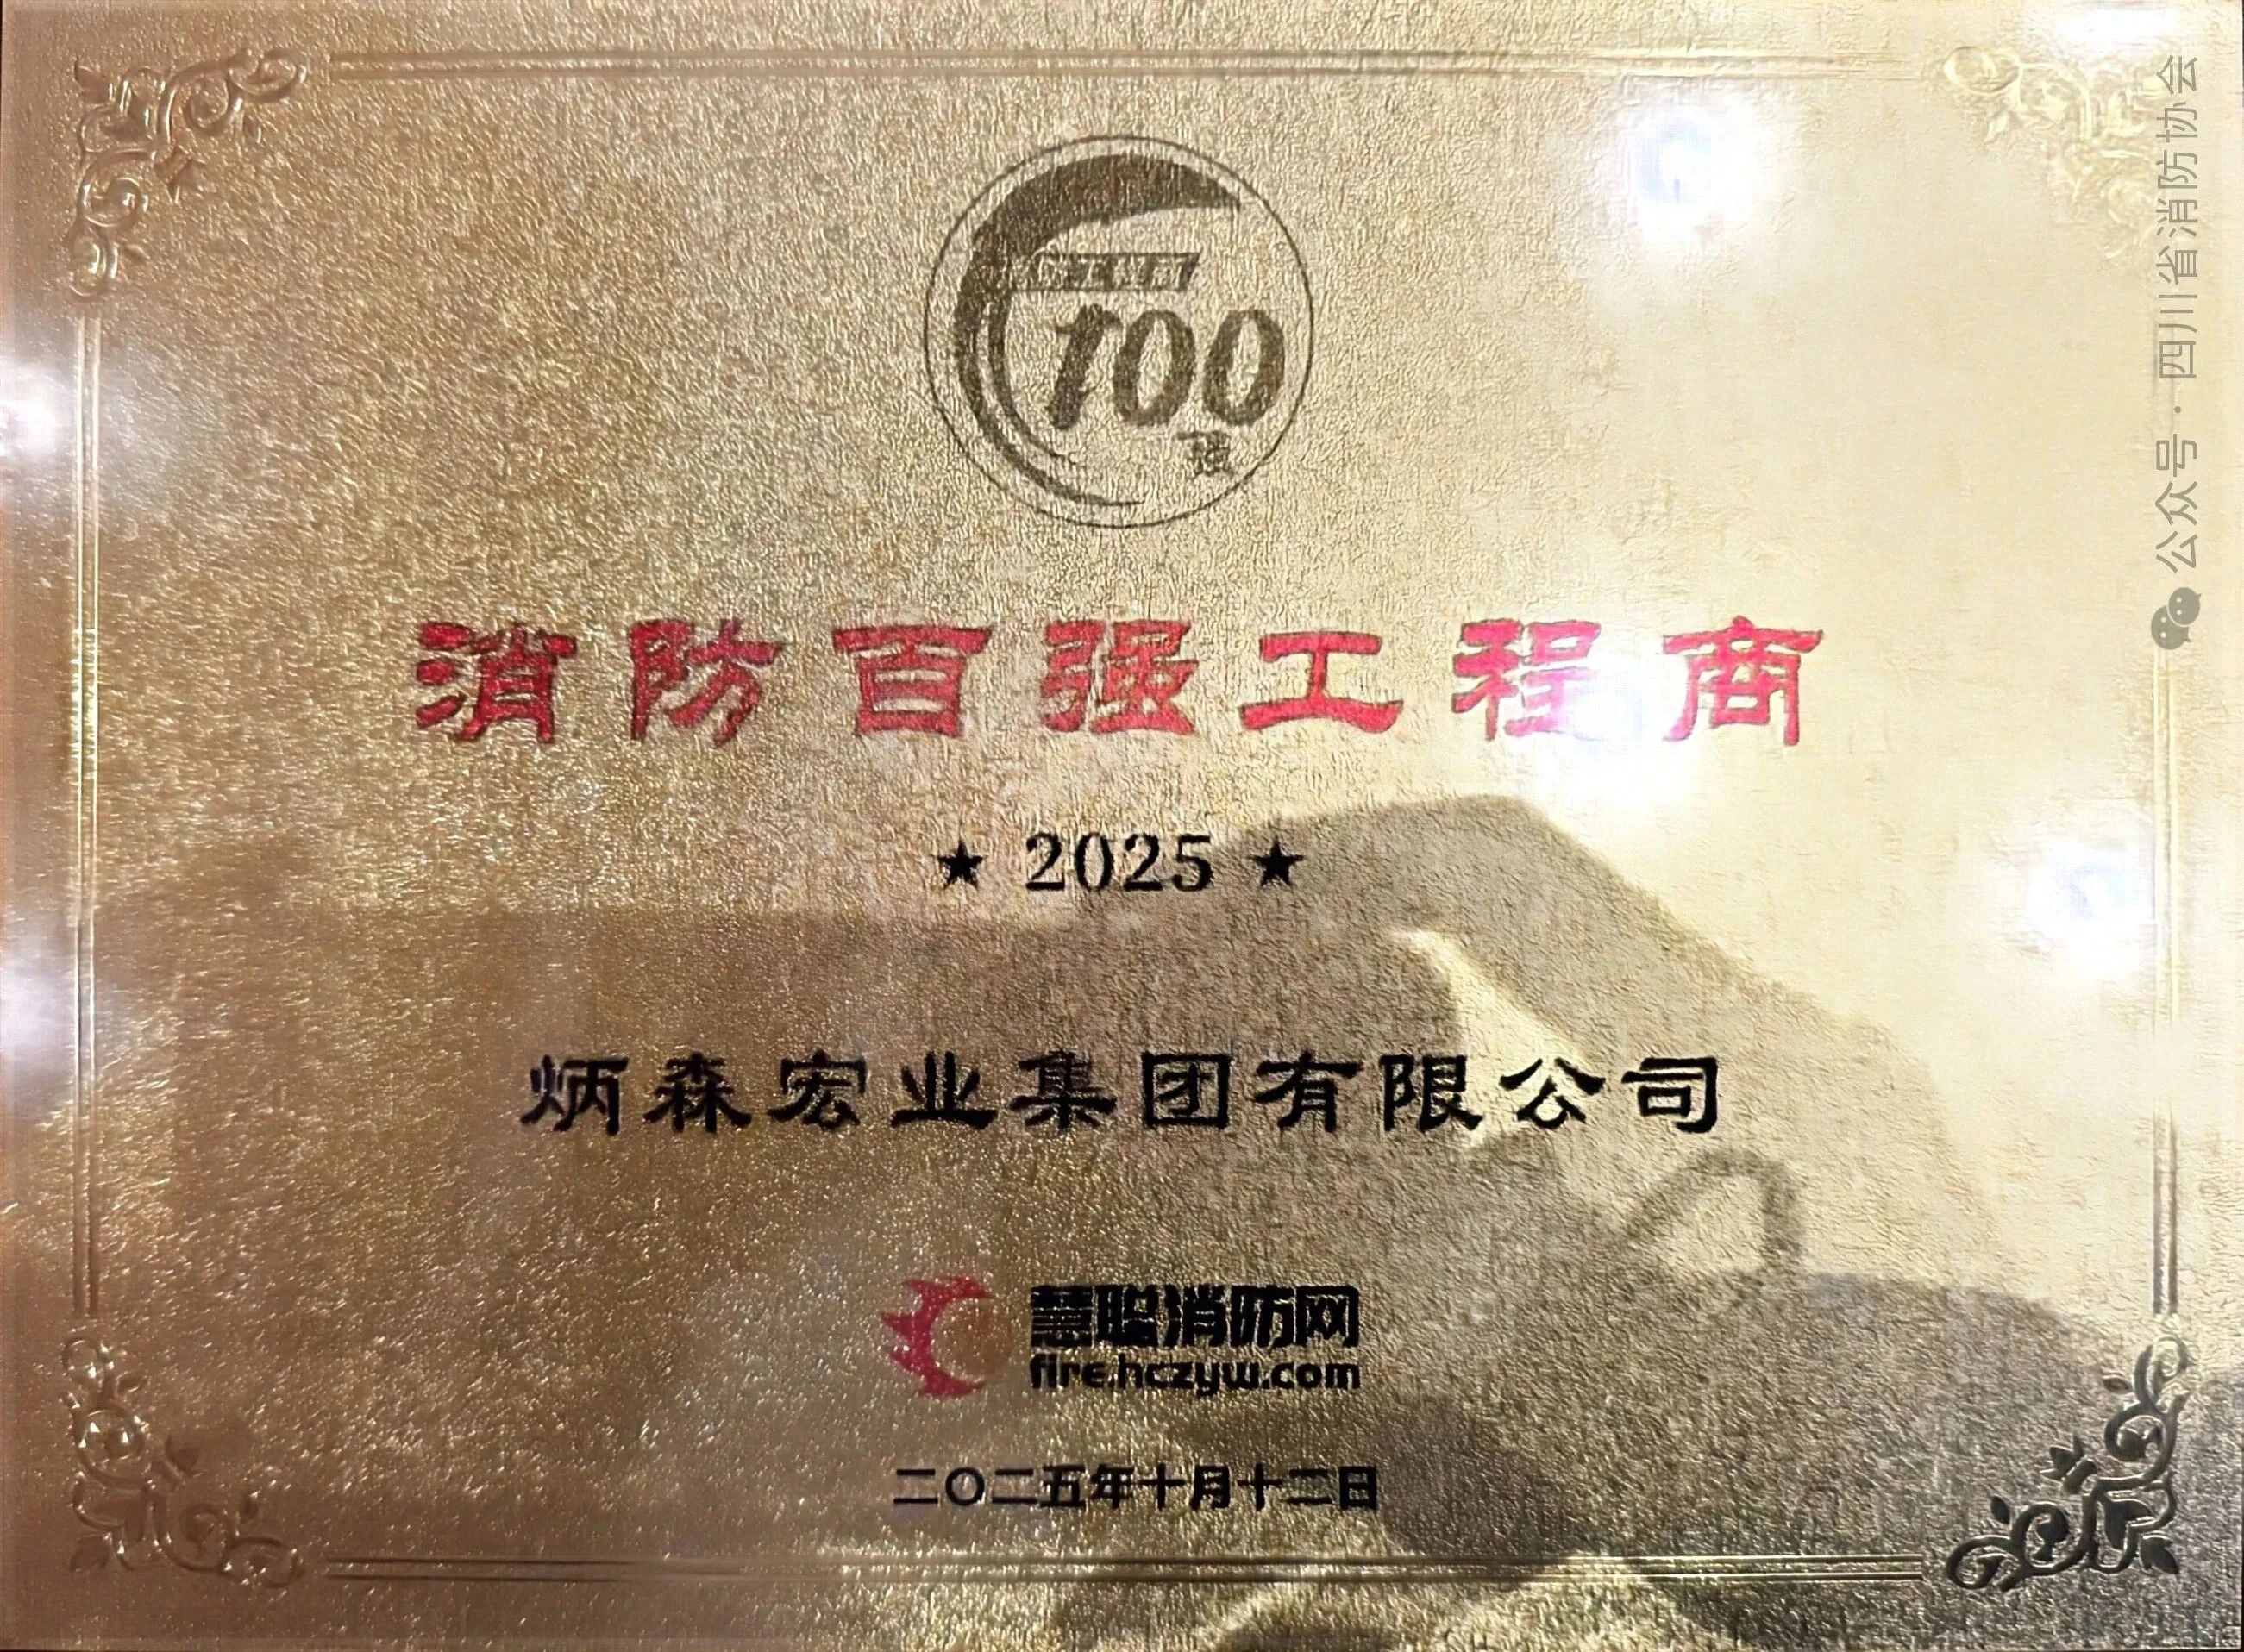 100
强
消防百强工程商
★ 2025 ★
炳森宏业集团有限公司
慧聪消防网
fire.hczyw.com
二〇二五年十月十二日
公众号·四川省消防协会